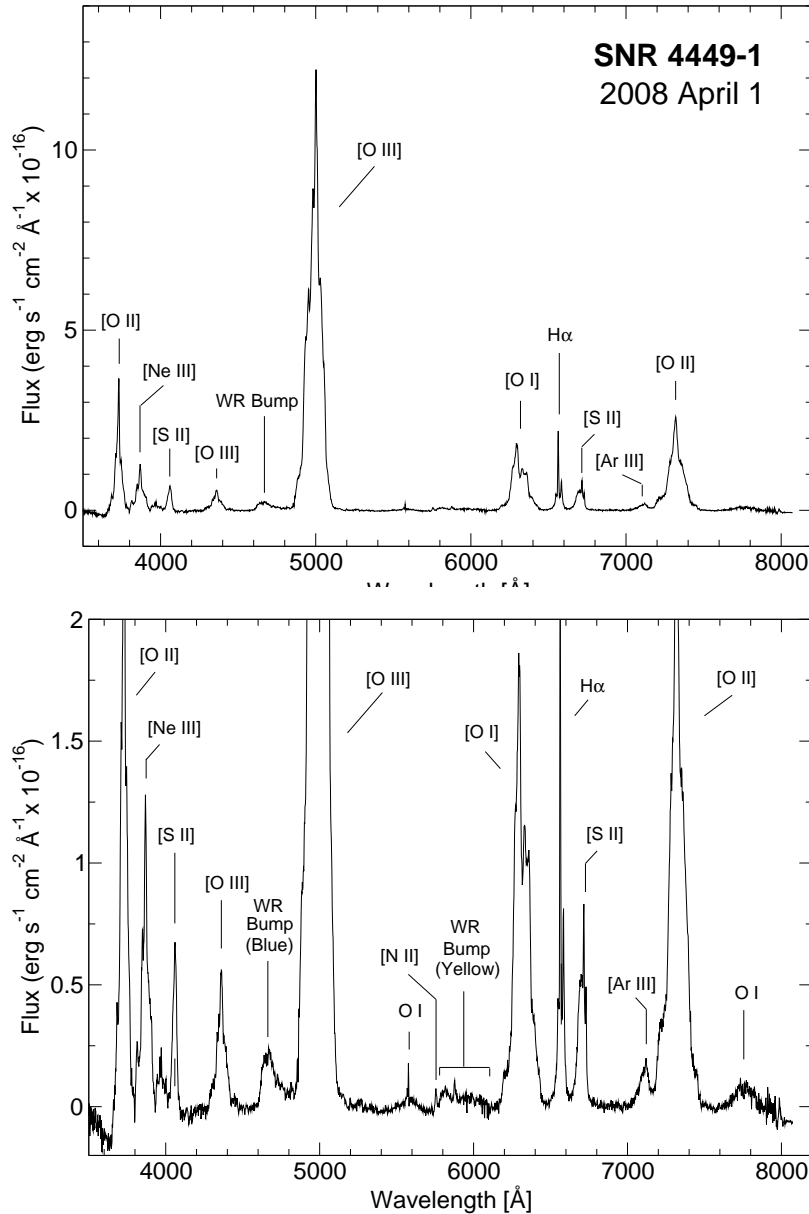 SNR 4449-1
2008 April 1
Flux (erg s⁻¹ cm⁻² Å⁻¹ x 10⁻¹⁶)
0
5
10
[O II]
[Ne III]
[S II]
[O III]
WR Bump
[O III]
[O I]
Hα
[S II]
[Ar III]
[O II]
4000
5000
6000
7000
8000
Wavelength [Å]
Flux (erg s⁻¹ cm⁻² Å⁻¹ x 10⁻¹⁶)
0
0.5
1
1.5
2
[O II]
[Ne III]
[S II]
[O III]
WR
Bump
(Blue)
[O III]
O I
[N II]
WR
Bump
(Yellow)
[O I]
Hα
[S II]
[Ar III]
[O II]
O I
4000
5000
6000
7000
8000
Wavelength [Å]